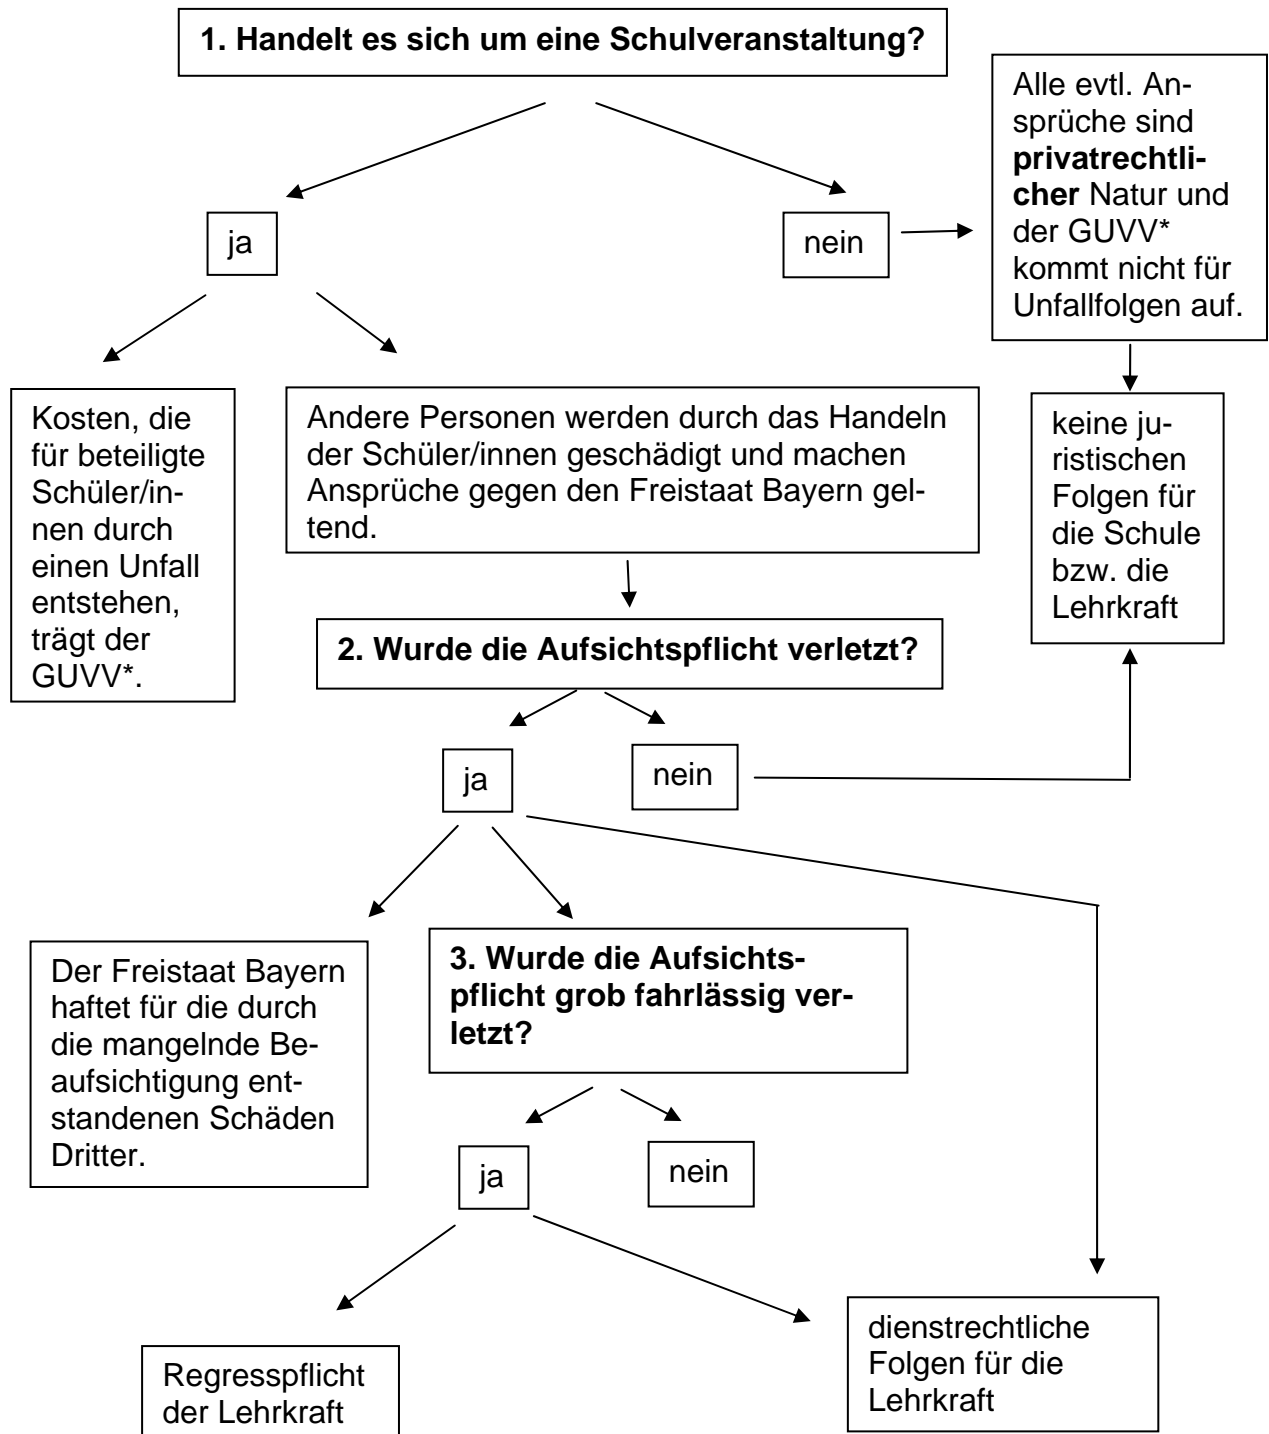 1. Handelt es sich um eine Schulveranstaltung?
Alle evtl. An-
sprüche sind
privatrechtli-
cher Natur und
der GUVV*
kommt nicht für
Unfallfolgen auf.
ja
nein
Kosten, die
für beteiligte
Schüler/in-
nen durch
einen Unfall
entstehen,
trägt der
GUVV*.
Andere Personen werden durch das Handeln
der Schüler/innen geschädigt und machen
Ansprüche gegen den Freistaat Bayern gel-
tend.
keine ju-
ristischen
Folgen für
die Schule
bzw. die
Lehrkraft
2. Wurde die Aufsichtspflicht verletzt?
ja
nein
Der Freistaat Bayern
haftet für die durch
die mangelnde Be-
aufsichtigung ent-
standenen Schäden
Dritter.
3. Wurde die Aufsichts-
pflicht grob fahrlässig ver-
letzt?
ja
nein
Regresspflicht
der Lehrkraft
dienstrechtliche
Folgen für die
Lehrkraft